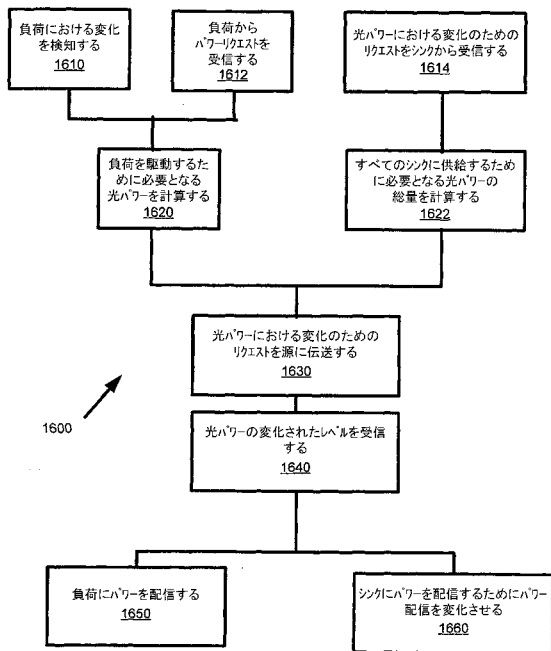 負荷における変化
を検知する
1610
負荷から
パワーリクエストを
受信する
1612
光パワーにおける変化のための
リクエストをシンクから受信する
1614
負荷を駆動するた
めに必要となる
光パワーを計算する
1620
すべてのシンクに供給するため
に必要となる光パワーの
総量を計算する
1622
光パワーにおける変化のための
リクエストを源に伝送する
1630
1600
光パワーの変化されたレベルを受信
する
1640
負荷にパワーを配信する
1650
シンクにパワーを配信するためにパワー
配信を変化させる
1660